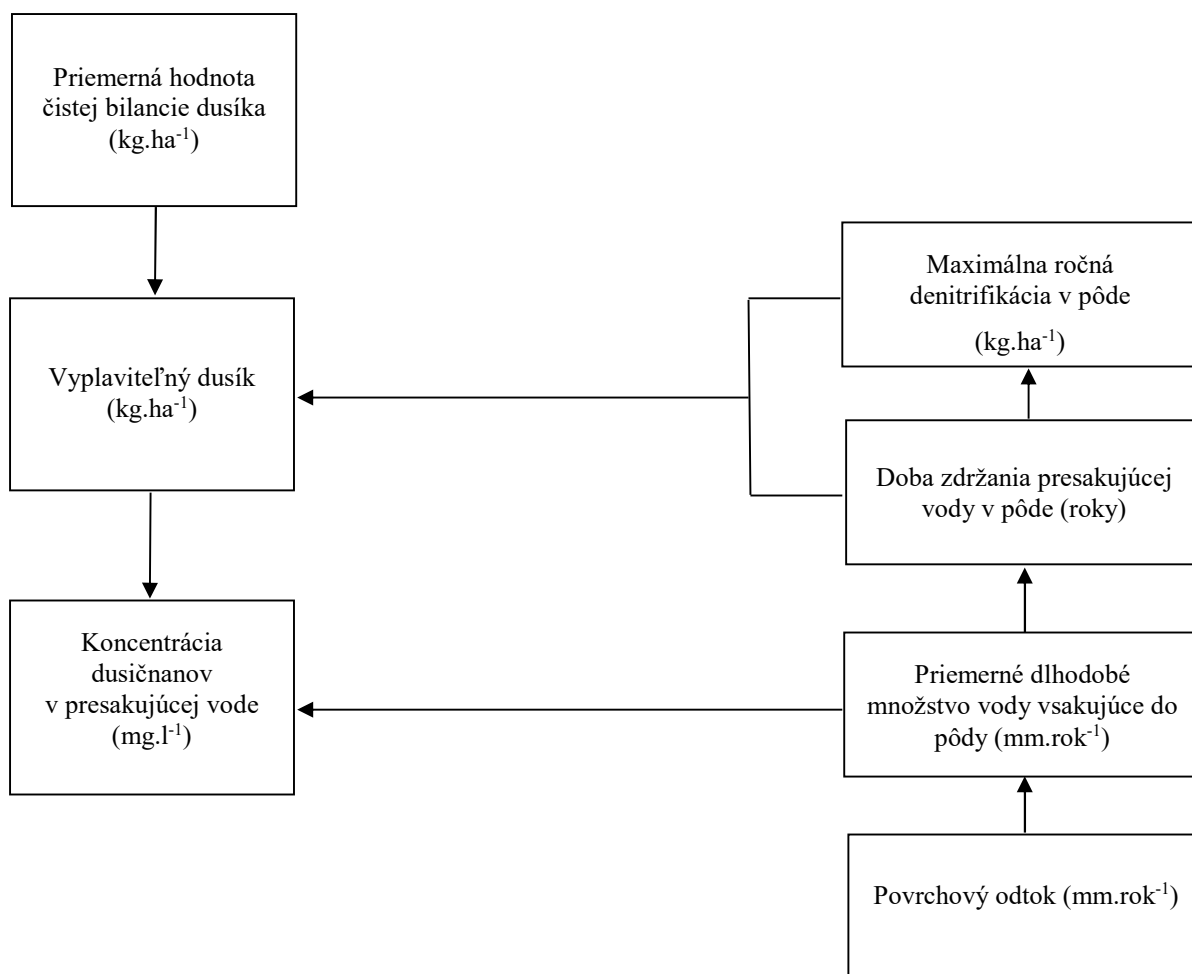 Priemerná hodnota
čistej bilancie dusíka
(kg.ha⁻¹)
Vyplaviteľný dusík
(kg.ha⁻¹)
Koncentrácia
dusičnanov
v presakujúcej vode
(mg.l⁻¹)
Maximálna ročná
denitrifikácia v pôde
(kg.ha⁻¹)
Doba zdržania presakujúcej
vody v pôde (roky)
Priemerné dlhodobé
množstvo vody vsakujúce do
pôdy (mm.rok⁻¹)
Povrchový odtok (mm.rok⁻¹)